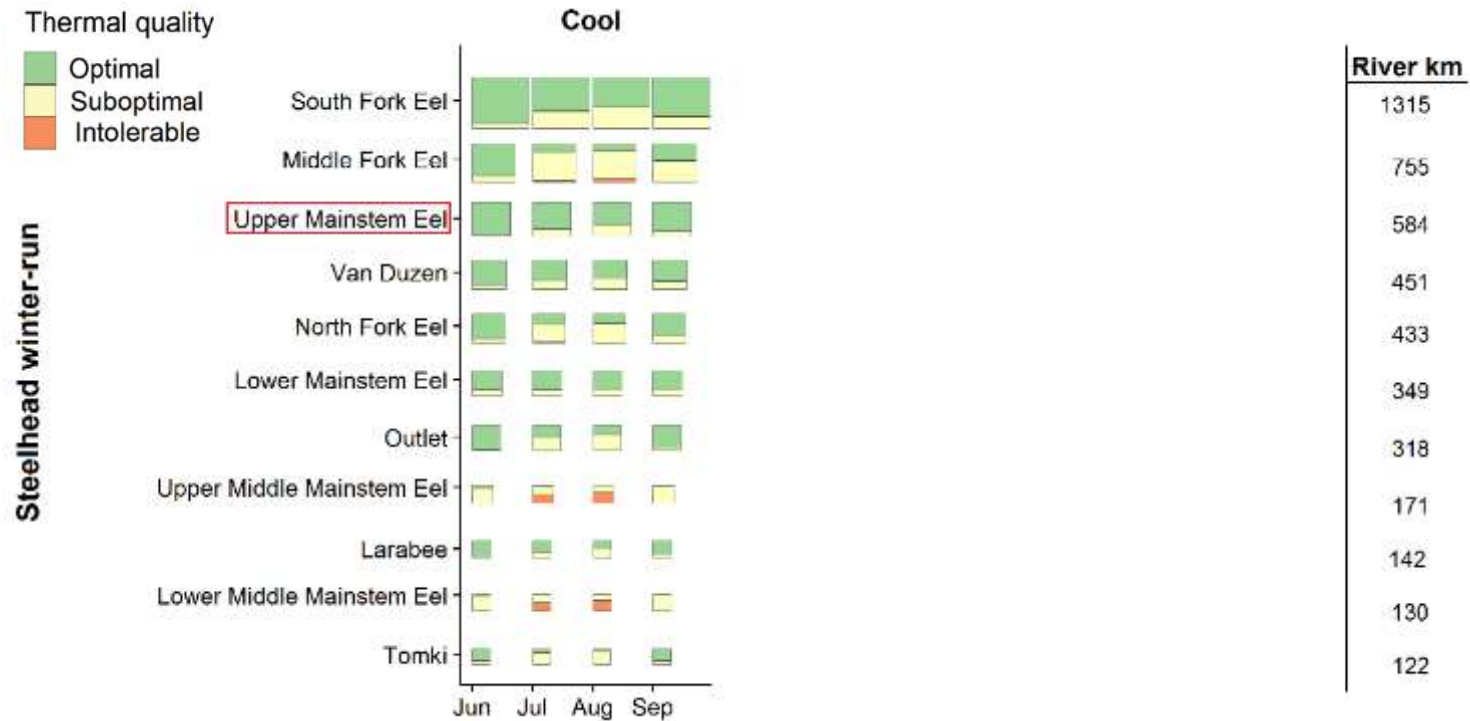 Thermal quality
Optimal
Suboptimal
Intolerable
Cool
River km
Steelhead winter-run
South Fork Eel
1315
Middle Fork Eel
755
Upper Mainstem Eel
584
Van Duzen
451
North Fork Eel
433
Lower Mainstem Eel
349
Outlet
318
Upper Middle Mainstem Eel
171
Larabee
142
Lower Middle Mainstem Eel
130
Tomki
122
Jun Jul Aug Sep